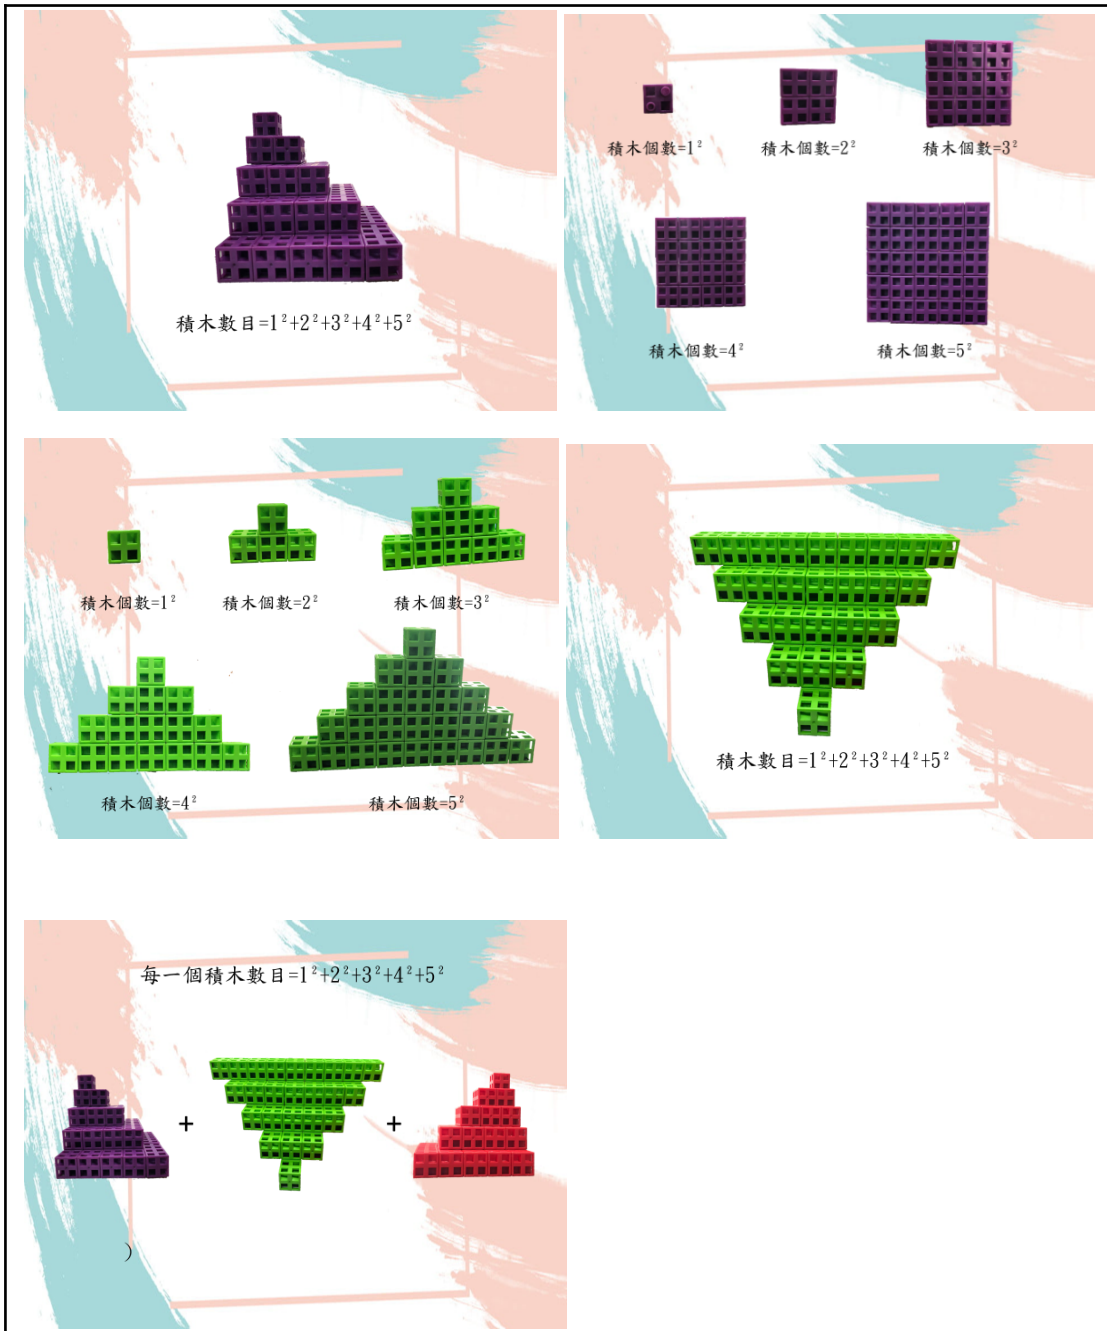 積木數目=1²+2²+3²+4²+5²
積木個數=1²
積木個數=2²
積木個數=3²
積木個數=4²
積木個數=5²
積木個數=1²
積木個數=2²
積木個數=3²
積木個數=4²
積木個數=5²
積木數目=1²+2²+3²+4²+5²
每一個積木數目=1²+2²+3²+4²+5²
+
+
)